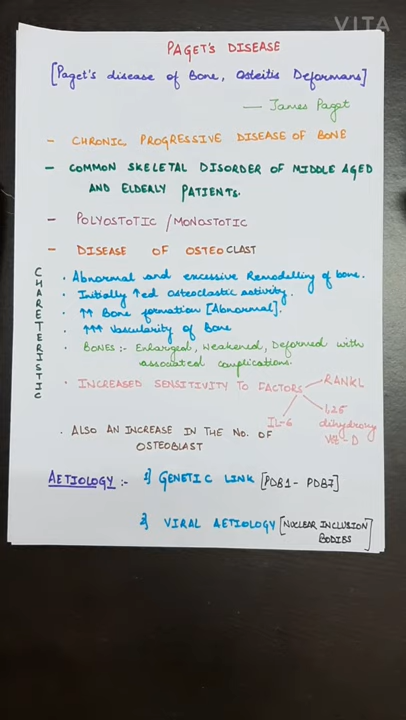 VITA
PAGET'S DISEASE
[Paget's disease of Bone, Osteitis Deformans]
— James Paget
- CHRONIC, PROGRESSIVE DISEASE OF BONE
- COMMON SKELETAL DISORDER OF MIDDLE AGED
AND ELDERLY PATIENTS.
- POLYOSTOTIC / MONOSTOTIC
- DISEASE OF OSTEOCLAST
CHARETERISTIC
· Abnormal and excessive Remodelling of bone.
· Initially ↑ed osteoclastic activity.
· ↑↑ Bone formation [Abnormal].
· ↑↑↑ Vascularity of Bone
· BONES :- Enlarged, Weakened, Deformed with
associated complications.
· INCREASED SENSITIVITY TO FACTORS
RANKL
IL-6
1,25
dihydroxy
Vit-D
· ALSO AN INCREASE IN THE NO. OF
OSTEOBLAST
AETIOLOGY :- 1) GENETIC LINK [PDB1 - PDB7]
2) VIRAL AETIOLOGY [NUCLEAR INCLUSION
BODIES]